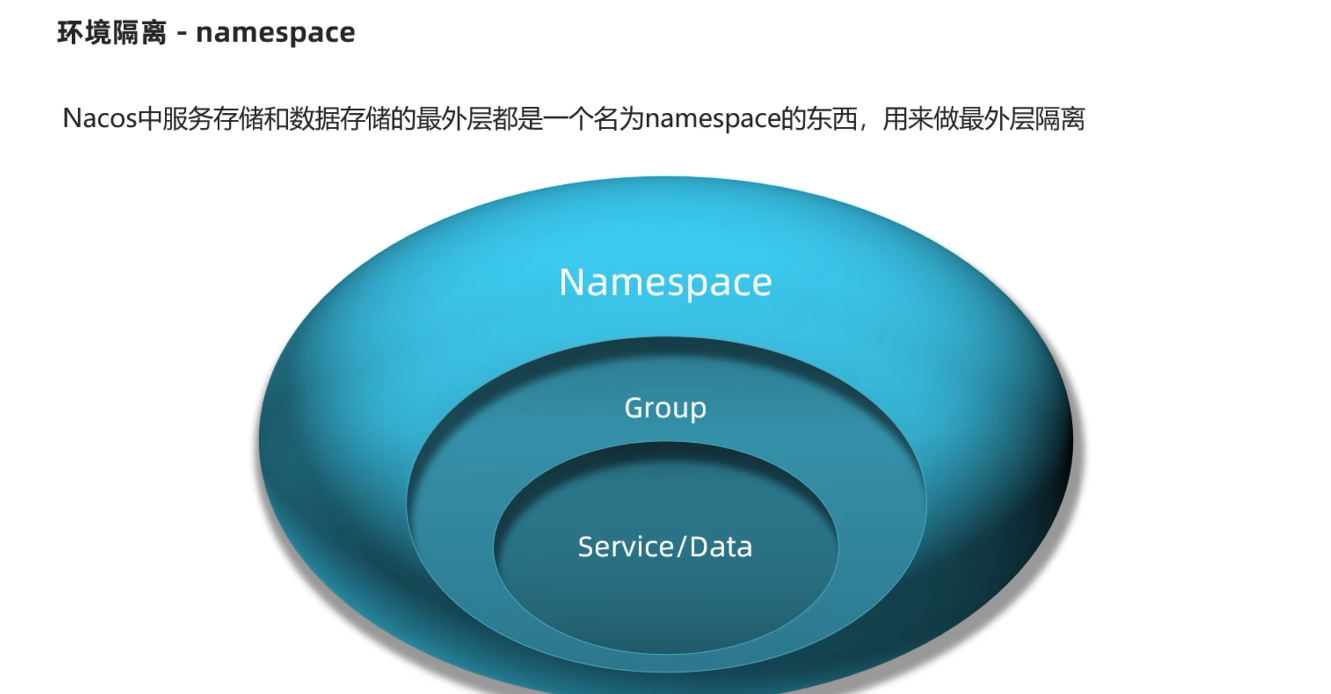 环境隔离 - namespace
Nacos中服务存储和数据存储的最外层都是一个名为namespace的东西，用来做最外层隔离
Namespace
Group
Service/Data